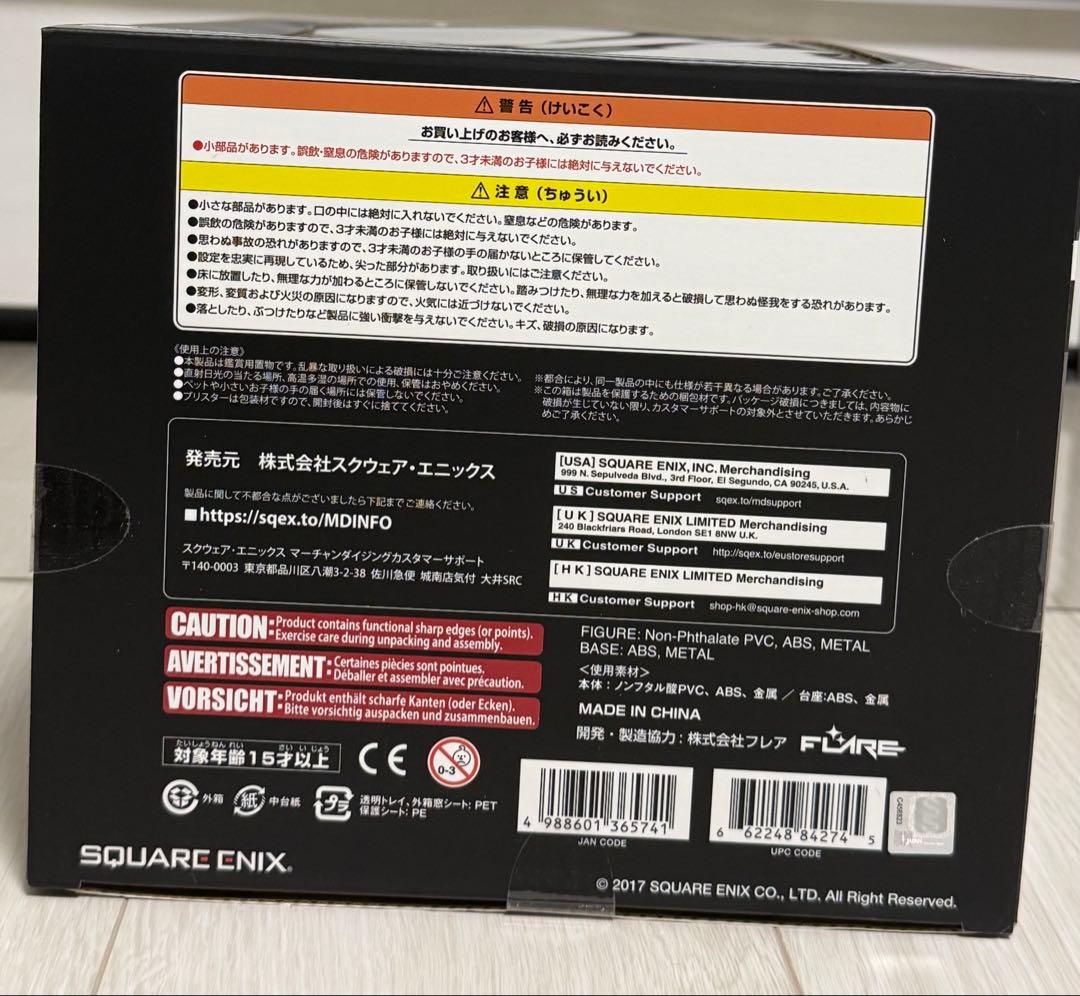 ⚠警告（けいこく）
お買い上げのお客様へ、必ずお読みください。
●小部品があります。誤飲・窒息の危険がありますので、3才未満のお子様には絶対に与えないでください。
⚠注意（ちゅうい）
●小さな部品があります。口の中には絶対に入れないでください。窒息などの危険があります。
●誤飲の危険がありますので、3才未満のお子様には絶対に与えないでください。
●思わぬ事故の恐れがありますので、3才未満のお子様の手の届かないところに保管してください。
●設定を忠実に再現しているため、尖った部分があります。取り扱いにはご注意ください。
●床に放置したり、無理な力が加わるところに保管しないでください。踏みつけたり、無理な力を加えると破損して思わぬ怪我をする恐れがあります。
●変形、変質および火災の原因になりますので、火気には近づけないでください。
●落としたり、ぶつけたりなど製品に強い衝撃を与えないでください。キズ、破損の原因になります。
《使用上の注意》
●本製品は鑑賞用置物です。乱暴な取り扱いによる破損には十分ご注意ください。
●直射日光の当たる場所、高温多湿の場所での使用、保管はおやめください。
●ペットや小さいお子様の手の届く場所には保管しないでください。
●ブリスターは包装材ですので、開封後はすぐに捨ててください。
※都合により、同一製品の中にも仕様が若干異なる場合があります。ご了承ください。
※この箱は製品を保護するための梱包材です。パッケージ破損につきましては、内容物に
破損が生じていない限り、カスタマーサポートの対象外とさせていただきます。あらかじ
めご了承ください。
発売元 株式会社スクウェア・エニックス
製品に関して不都合な点がございましたら下記までご連絡ください。
■https://sqex.to/MDINFO
スクウェア・エニックス マーチャンダイジングカスタマーサポート
〒140-0003 東京都品川区八潮3-2-38 佐川急便 城南店気付 大井SRC
[USA] SQUARE ENIX, INC. Merchandising
999 N. Sepulveda Blvd., 3rd Floor, El Segundo, CA 90245, U.S.A.
US Customer Support sqex.to/mdsupport
[UK] SQUARE ENIX LIMITED Merchandising
240 Blackfriars Road, London SE1 8NW U.K.
UK Customer Support http://sqex.to/eustoresupport
[HK] SQUARE ENIX LIMITED Merchandising
HK Customer Support shop-hk@square-enix-shop.com
CAUTION: Product contains functional sharp edges (or points).
Exercise care during unpacking and assembly.
AVERTISSEMENT: Certaines pièces sont pointues.
Déballer et assembler avec précaution.
VORSICHT: Produkt enthält scharfe Kanten (oder Ecken).
Bitte vorsichtig auspacken und zusammenbauen.
FIGURE: Non-Phthalate PVC, ABS, METAL
BASE: ABS, METAL
＜使用素材＞
本体：ノンフタル酸PVC、ABS、金属 ／ 台座:ABS、金属
MADE IN CHINA
開発・製造協力：株式会社フレア FLARE
たいしょうねんれい さいいじょう
対象年齢15才以上
CE
0-3
外箱
紙 中台紙
プラ 透明トレイ、外箱窓シート：PET
保護シート：PE
4 988601 365741
JAN CODE
6 62248 84274 5
UPC CODE
SQUARE ENIX®
© 2017 SQUARE ENIX CO., LTD. All Right Reserved.